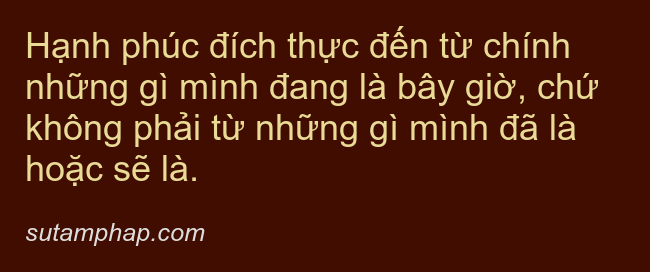 Hạnh phúc đích thực đến từ chính
những gì mình đang là bây giờ, chứ
không phải từ những gì mình đã là
hoặc sẽ là.
sutamphap.com